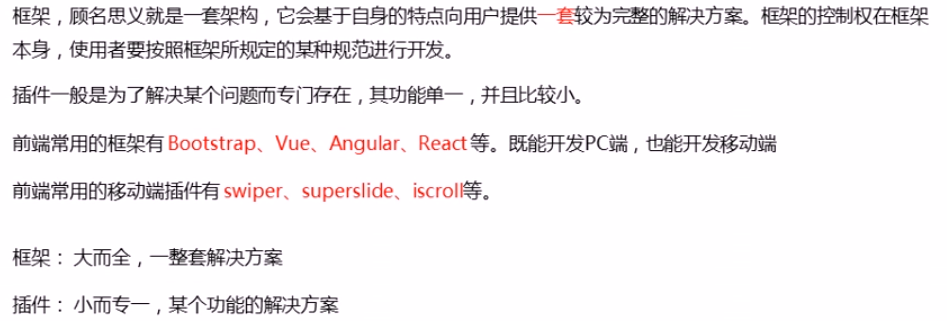 框架，顾名思义就是一套架构，它会基于自身的特点向用户提供一套较为完整的解决方案。框架的控制权在框架
本身，使用者要按照框架所规定的某种规范进行开发。
插件一般是为了解决某个问题而专门存在，其功能单一，并且比较小。
前端常用的框架有 Bootstrap、Vue、Angular、React 等。既能开发PC端，也能开发移动端
前端常用的移动端插件有 swiper、superslide、iscroll等。
框架： 大而全，一整套解决方案
插件： 小而专一，某个功能的解决方案